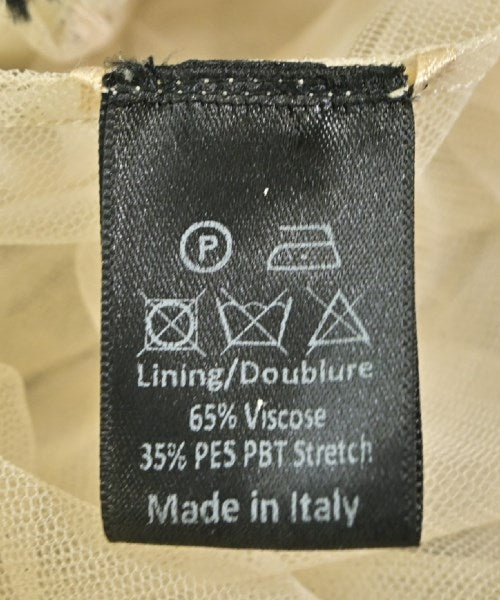 P
Lining/Doublure
65% Viscose
35% PES PBT Stretch
Made in Italy